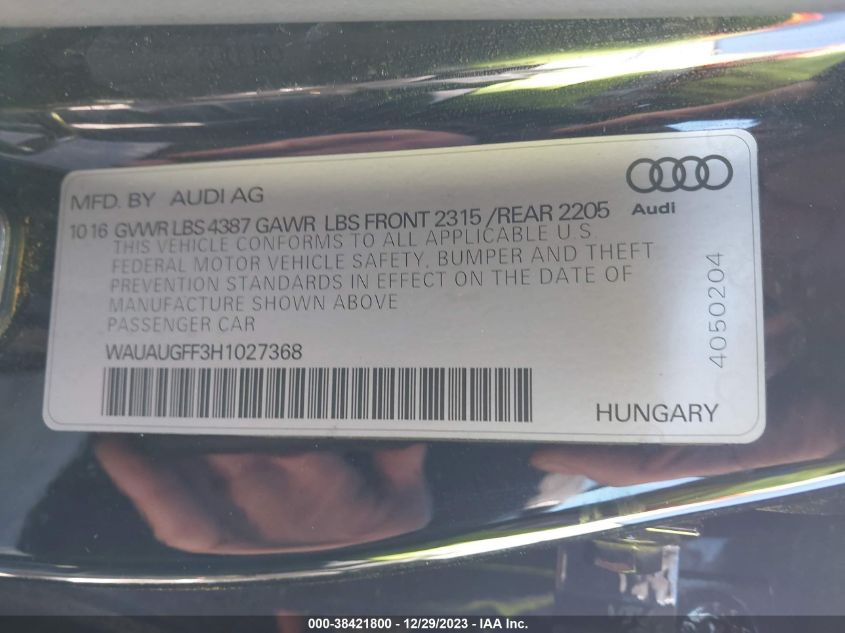 MFD. BY AUDI AG
Audi
10 16 GVWR LBS 4387 GAWR LBS FRONT 2315 /REAR 2205
THIS VEHICLE CONFORMS TO ALL APPLICABLE U.S.
FEDERAL MOTOR VEHICLE SAFETY, BUMPER AND THEFT
PREVENTION STANDARDS IN EFFECT ON THE DATE OF
MANUFACTURE SHOWN ABOVE
PASSENGER CAR
WAUAUGFF3H1027368
HUNGARY
4050204
000-38421800 - 12/29/2023 - IAA Inc.